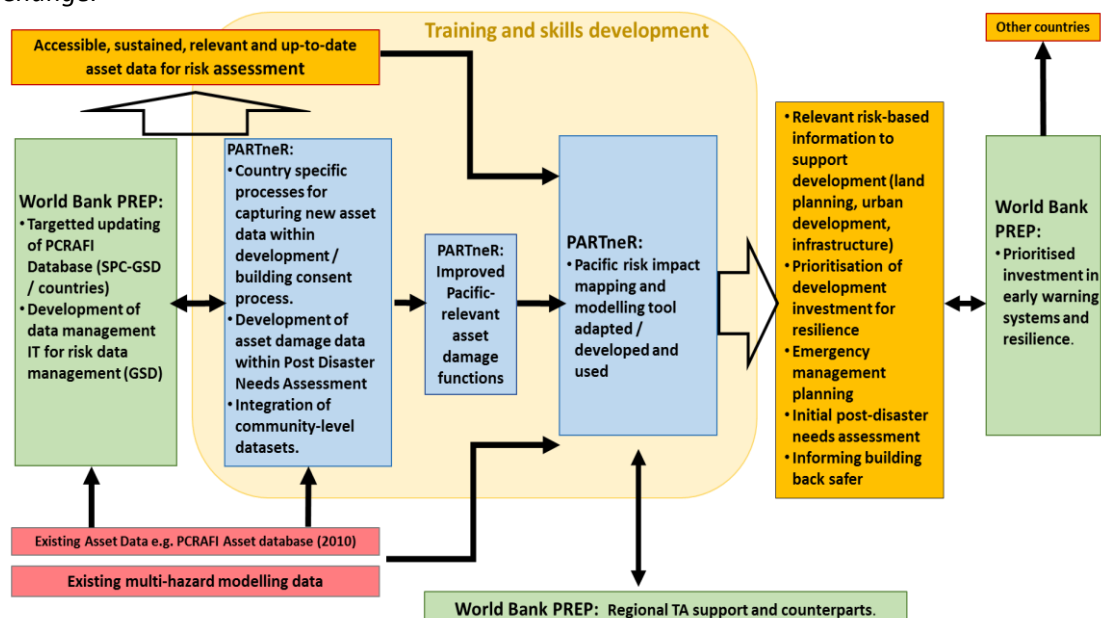 change.
Training and skills development
Accessible, sustained, relevant and up-to-date
asset data for risk assessment
Other countries
World Bank PREP:
• Targetted updating
of PCRAFI
Database (SPC-GSD
/ countries)
• Development of
data management
IT for risk data
management (GSD)
PARTneR:
• Country specific
processes for
capturing new asset
data within
development /
building consent
process.
• Development of
asset damage data
within Post Disaster
Needs Assessment
• Integration of
community-level
datasets.
PARTneR:
Improved
Pacific-
relevant
asset
damage
functions
PARTneR:
• Pacific risk impact
mapping and
modelling tool
adapted /
developed and
used
• Relevant risk-based
information to
support
development (land
planning, urban
development,
infrastructure)
• Prioritisation of
development
investment for
resilience
• Emergency
management
planning
• Initial post-disaster
needs assessment
• Informing building
back safer
World Bank
PREP:
• Prioritised
investment in
early warning
systems and
resilience.
Existing Asset Data e.g. PCRAFI Asset database (2010)
Existing multi-hazard modelling data
World Bank PREP: Regional TA support and counterparts.